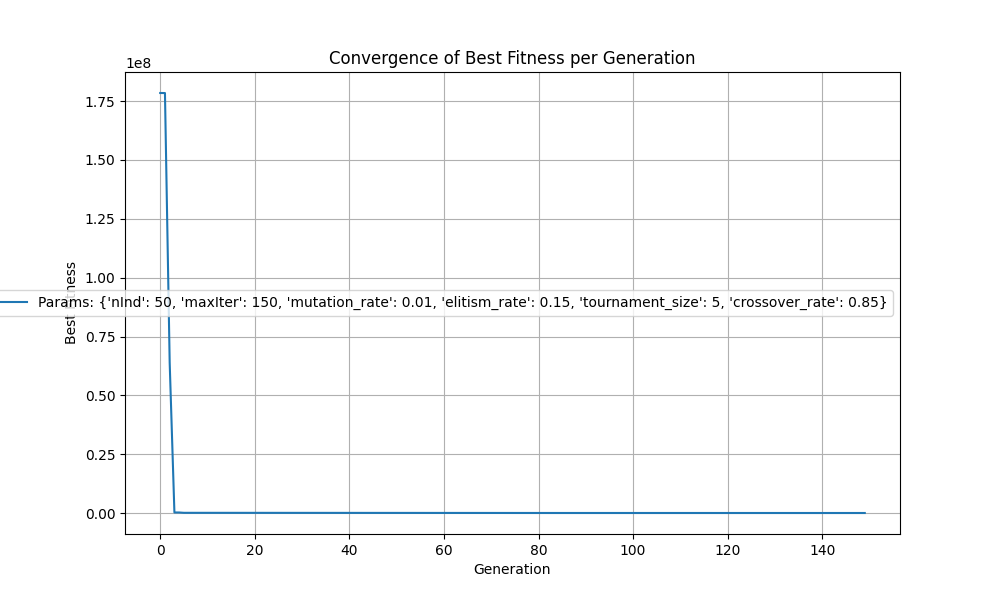 Convergence of Best Fitness per Generation
1e8
1.75
1.50
1.25
1.00
0.75
0.50
0.25
0.00
Best
Params: {'nInd': 50, 'maxIter': 150, 'mutation_rate': 0.01, 'elitism_rate': 0.15, 'tournament_size': 5, 'crossover_rate': 0.85}
0 20 40 60 80 100 120 140
Generation